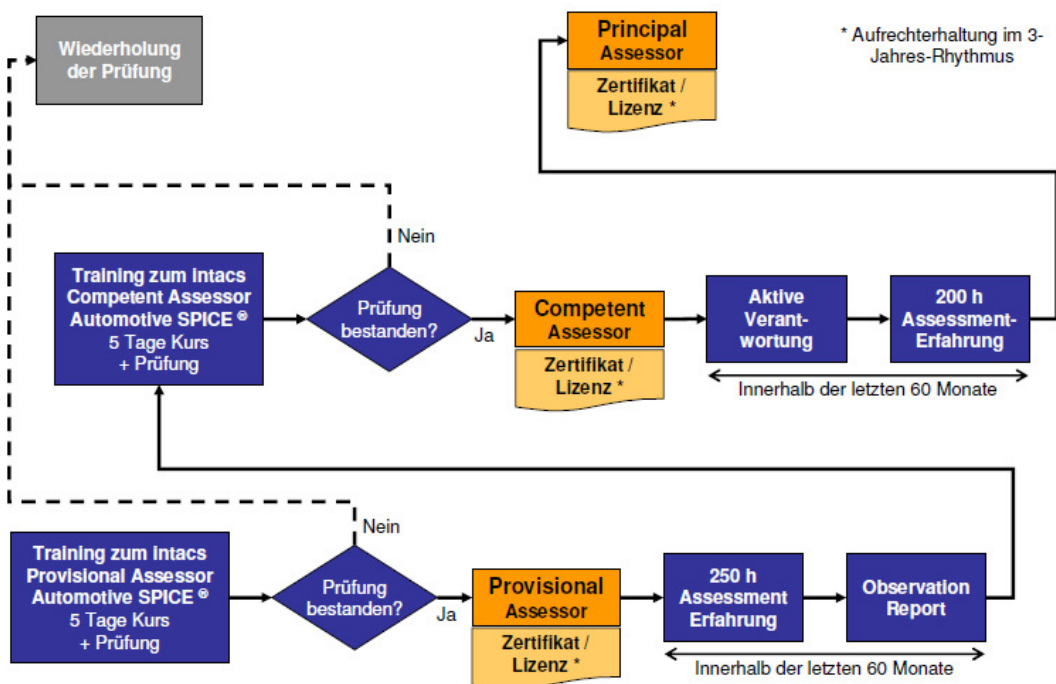 Wiederholung
der Prüfung
Principal
Assessor
Zertifikat /
Lizenz *
* Aufrechterhaltung im 3-
Jahres-Rhythmus
Nein
Training zum intacs
Competent Assessor
Automotive SPICE ®
5 Tage Kurs
+ Prüfung
Prüfung
bestanden?
Ja
Competent
Assessor
Zertifikat /
Lizenz *
Aktive
Verant-
wortung
200 h
Assessment-
Erfahrung
Innerhalb der letzten 60 Monate
Nein
Training zum intacs
Provisional Assessor
Automotive SPICE ®
5 Tage Kurs
+ Prüfung
Prüfung
bestanden?
Ja
Provisional
Assessor
Zertifikat /
Lizenz *
250 h
Assessment
Erfahrung
Observation
Report
Innerhalb der letzten 60 Monate